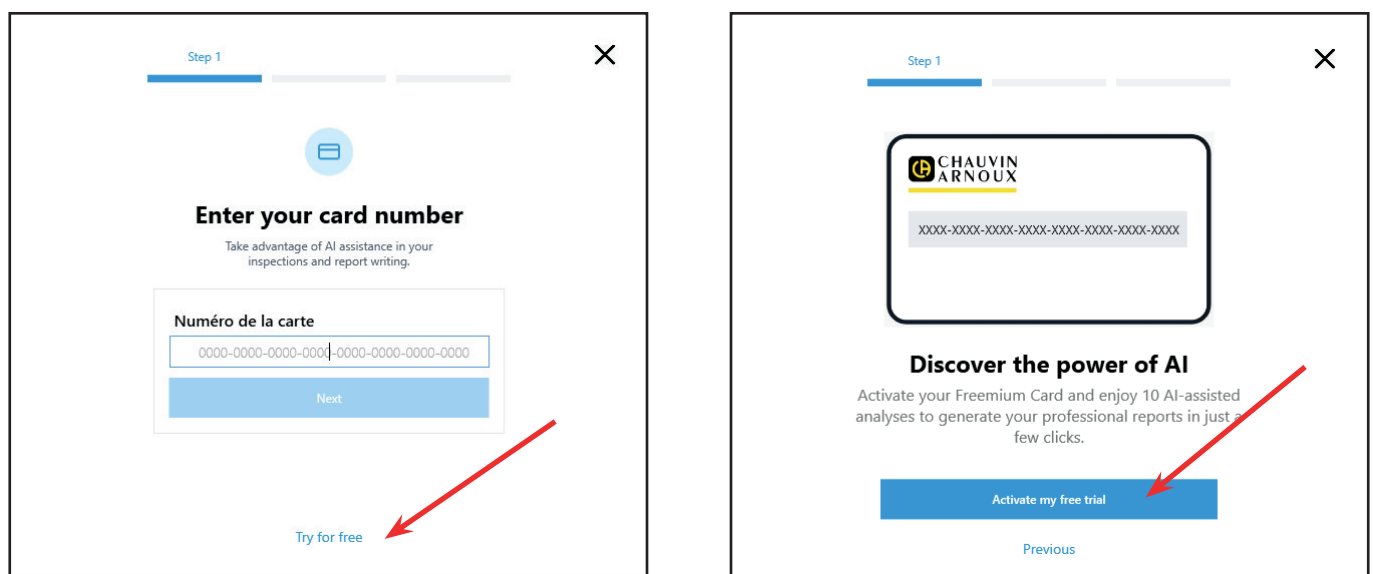 Step 1
Enter your card number
Take advantage of AI assistance in your
inspections and report writing.
Numéro de la carte
0000-0000-0000-0000-0000-0000-0000-0000
Next
Try for free
Step 1
CHAUVIN
ARNOUX
XXXX-XXXX-XXXX-XXXX-XXXX-XXXX-XXXX
Discover the power of AI
Activate your Freemium Card and enjoy 10 AI-assisted
analyses to generate your professional reports in just a
few clicks.
Activate my free trial
Previous